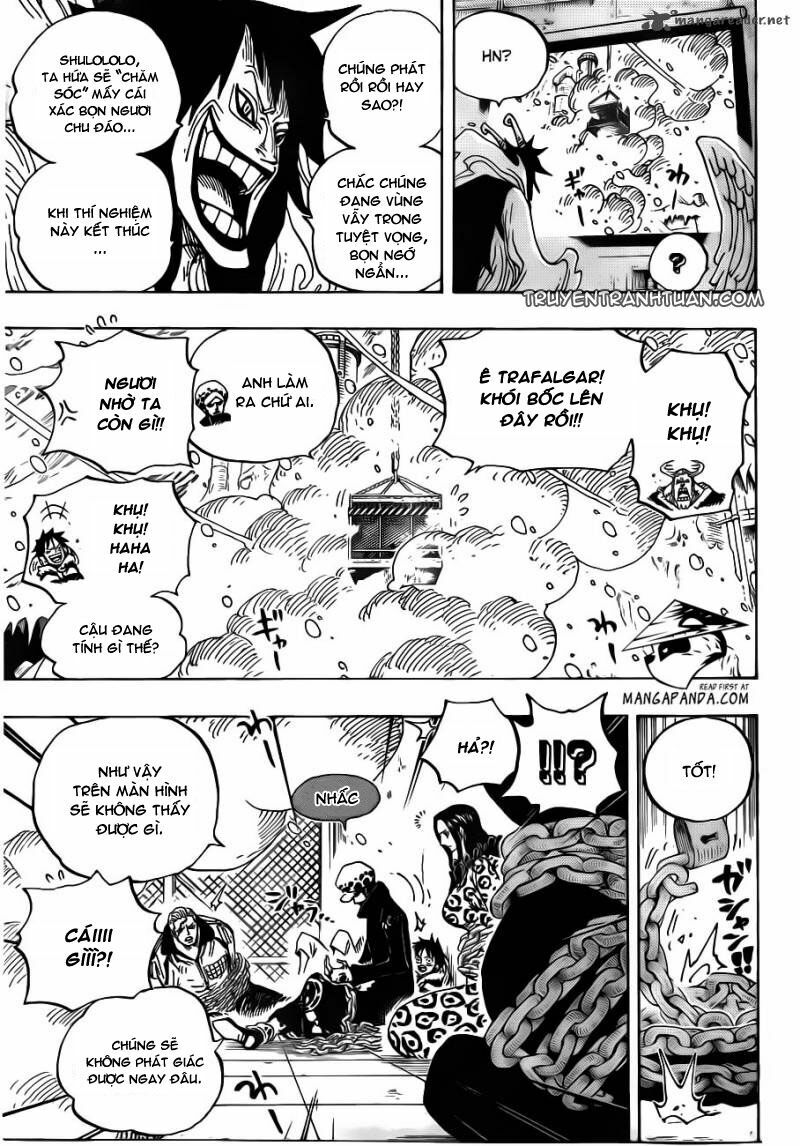 mangareader.net
HN?
?
TRUYENTRANHTUAN.COM
CHÚNG PHÁT
RỒI RỒI HAY
SAO?!
CHẮC CHÚNG
ĐANG VÙNG
VẪY TRONG
TUYỆT VỌNG,
BỌN NGỚ
NGẨN...
SHULOLOLO,
TA HỨA SẼ "CHĂM
SÓC" MẤY CÁI
XÁC BỌN NGƯƠI
CHU ĐÁO...
KHI THÍ NGHIỆM
NÀY KẾT THÚC
...
KHỤ!
KHỤ!
Ê TRAFALGAR!
KHÓI BỐC LÊN
ĐÂY RỒI!!
ANH LÀM
RA CHỨ AI.
NGƯƠI
NHỜ TA
CÒN GÌ!!
KHỤ!
KHỤ!
HAHA
HA!
CẬU ĐANG
TÍNH GÌ THẾ?
READ FIRST AT
MANGAPANDA.COM
TỐT!
ガシャン!!
!!?
HẢ?!
NHẤC
NHƯ VẬY
TRÊN MÀN HÌNH
SẼ KHÔNG THẤY
ĐƯỢC GÌ.
CÁIIII
GÌÌÌ?!
CHÚNG SẼ
KHÔNG PHÁT GIÁC
ĐƯỢC NGAY ĐÂU.